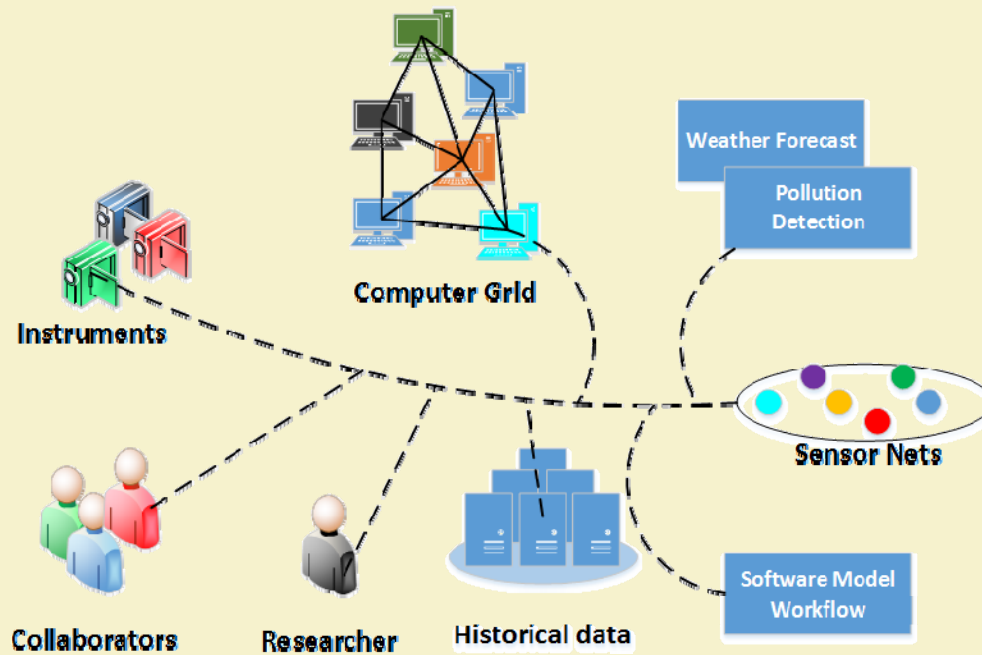 Weather Forecast
Pollution
Detection
Computer Grid
Instruments
Sensor Nets
Software Model
Workflow
Collaborators
Researcher
Historical data